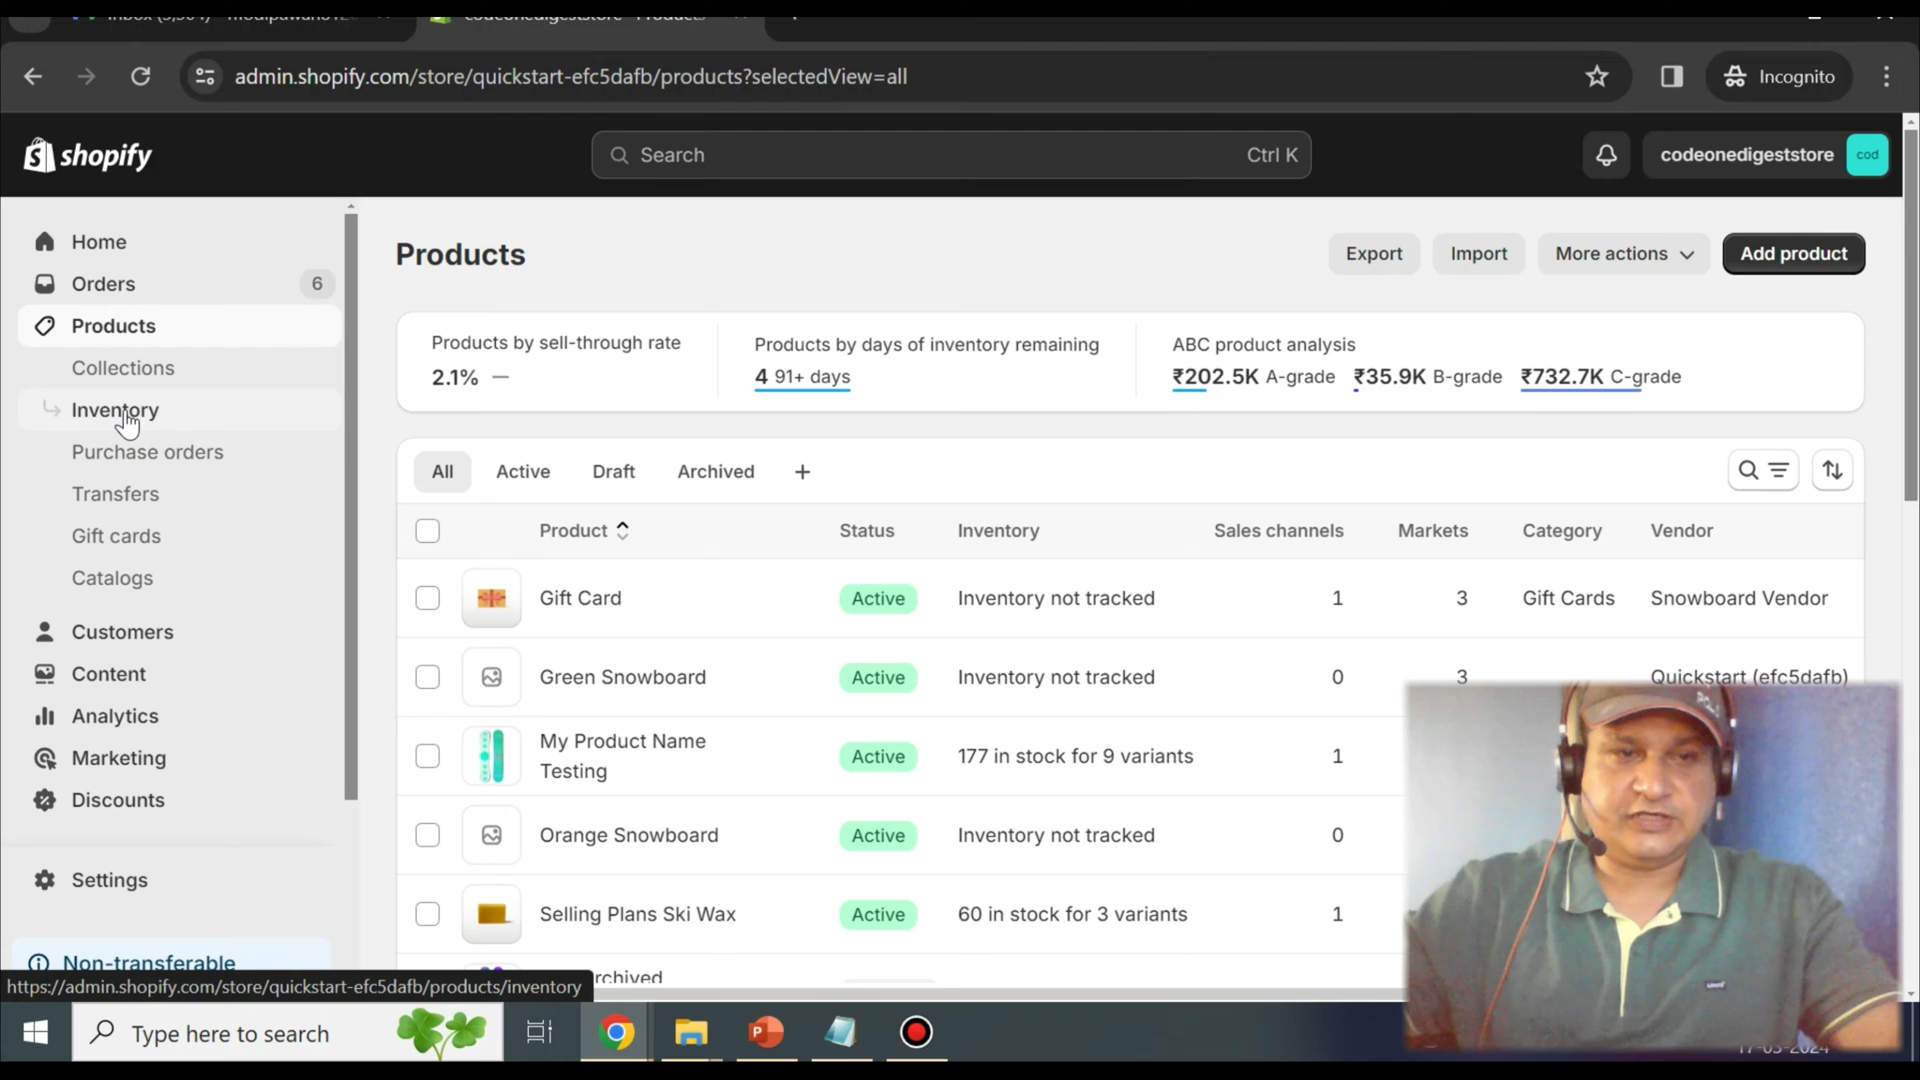 admin.shopify.com/store/quickstart-efc5dafb/products?selectedView=all
Incognito
shopify
Search
Ctrl K
codeonedigeststore
cod
Home
Orders
6
Products
Collections
Inventory
Purchase orders
Transfers
Gift cards
Catalogs
Customers
Content
Analytics
Marketing
Discounts
Settings
Non-transferable
https://admin.shopify.com/store/quickstart-efc5dafb/products/inventory
Products
Export
Import
More actions
Add product
Products by sell-through rate
2.1% —
Products by days of inventory remaining
4 91+ days
ABC product analysis
₹202.5K A-grade ₹35.9K B-grade ₹732.7K C-grade
All Active Draft Archived +
Product Status Inventory Sales channels Markets Category Vendor
Gift Card Active Inventory not tracked 1 3 Gift Cards Snowboard Vendor
Green Snowboard Active Inventory not tracked 0 3 Quickstart (efc5dafb)
My Product Name
Testing
Active 177 in stock for 9 variants 1
Orange Snowboard Active Inventory not tracked 0
Selling Plans Ski Wax Active 60 in stock for 3 variants 1
Type here to search